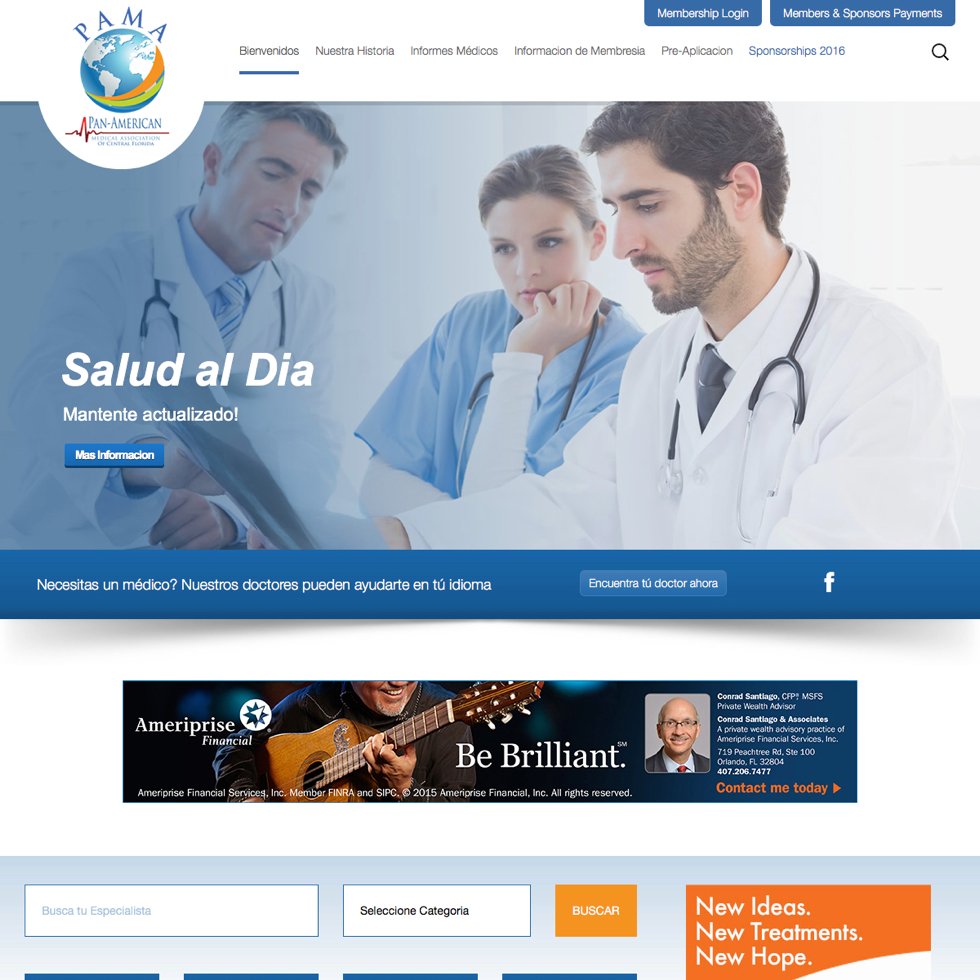 Membership Login
Members & Sponsors Payments
PAMA
PAN-AMERICAN
MEDICAL ASSOCIATION
OF CENTRAL FLORIDA
Bienvenidos
Nuestra Historia
Informes Médicos
Informacion de Membresia
Pre-Aplicacion
Sponsorships 2016
Salud al Dia
Mantente actualizado!
Mas Informacion
Necesitas un médico? Nuestros doctores pueden ayudarte en tú idioma
Encuentra tú doctor ahora
f
Ameriprise
Financial
Be Brilliant.℠
Conrad Santiago, CFP®, MSFS
Private Wealth Advisor
Conrad Santiago & Associates
A private wealth advisory practice of
Ameriprise Financial Services, Inc.
719 Peachtree Rd, Ste 100
Orlando, FL 32804
407.206.7477
Contact me today
Ameriprise Financial Services, Inc. Member FINRA and SIPC. © 2015 Ameriprise Financial, Inc. All rights reserved.
Busca tu Especialista
Seleccione Categoria
BUSCAR
New Ideas.
New Treatments.
New Hope.